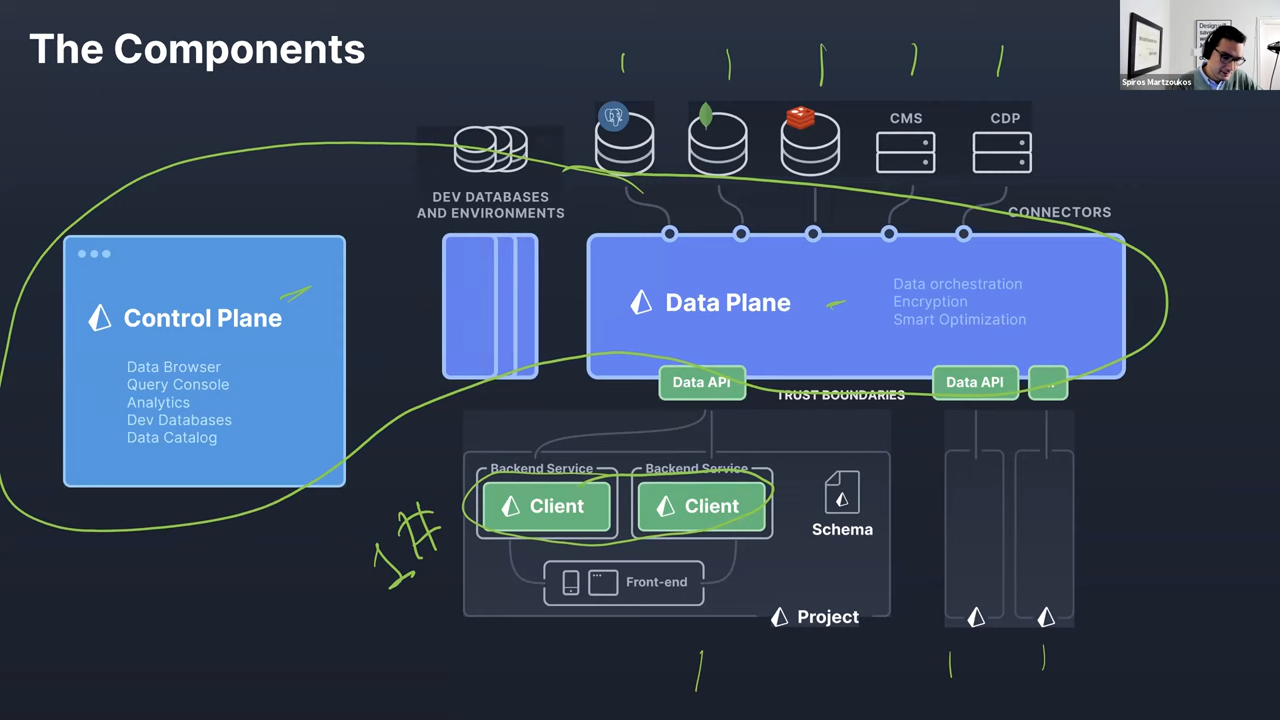 The Components
Spiros Martzoukos
CMS
CDP
DEV DATABASES
AND ENVIRONMENTS
CONNECTORS
Control Plane
Data Browser
Query Console
Analytics
Dev Databases
Data Catalog
Data Plane
Data orchestration
Encryption
Smart Optimization
Data API
Data API
...
TRUST BOUNDARIES
Backend Service
Backend Service
Client
Client
Schema
1#
Front-end
Project